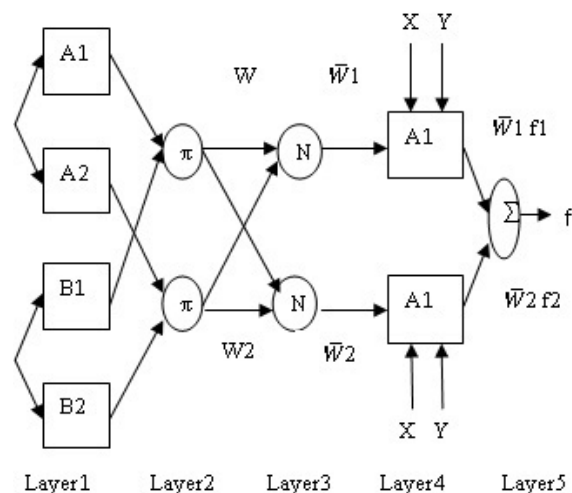 X Y
A1 W W̄1 A1 W̄1 f1
π N
A2 Σ f
B1 π N A1 W̄2 f2
W2 W̄2
B2
X Y
Layer1 Layer2 Layer3 Layer4 Layer5